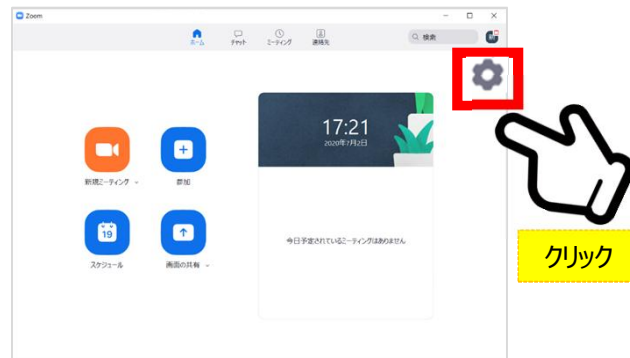 Zoom
ホーム
チャット
ミーティング
連絡先
検索
17:21
2020年7月2日
新規ミーティング
参加
19
スケジュール
画面の共有
今日予定されているミーティングはありません
クリック